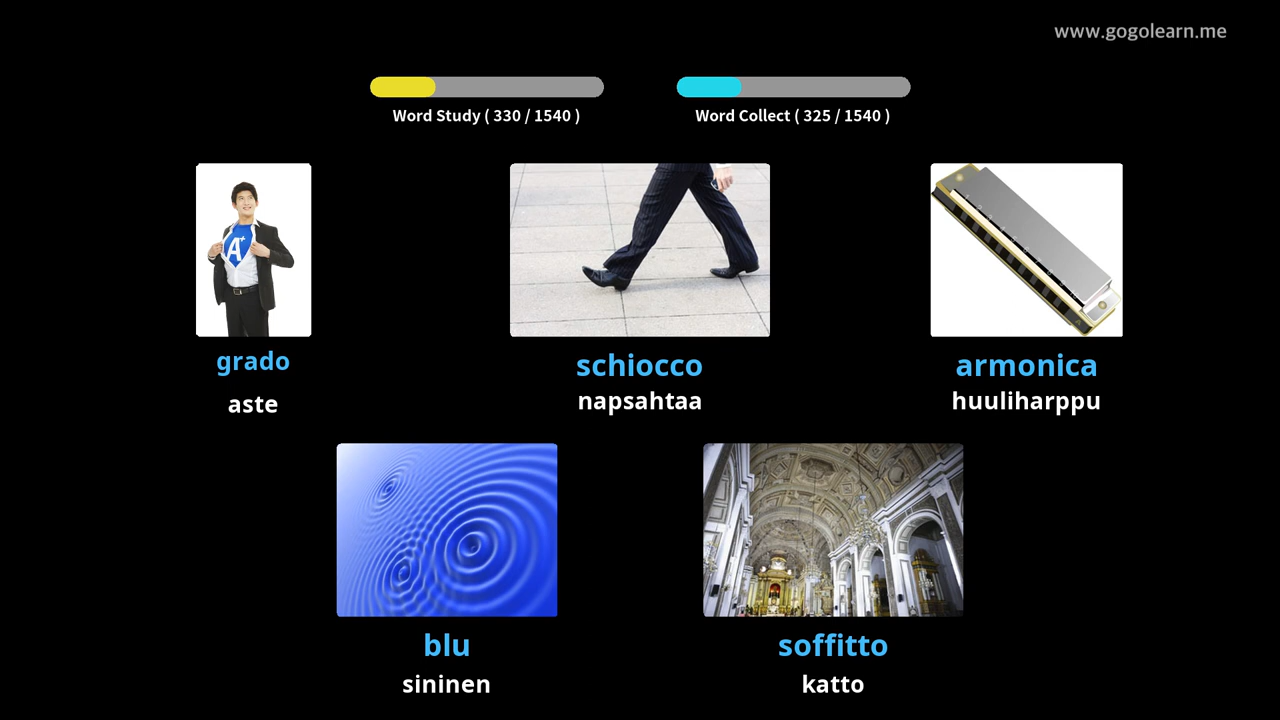 www.gogolearn.me
Word Study ( 330 / 1540 )
Word Collect ( 325 / 1540 )
A+
grado
aste
schiocco
napsahtaa
armonica
huuliharppu
blu
sininen
soffitto
katto